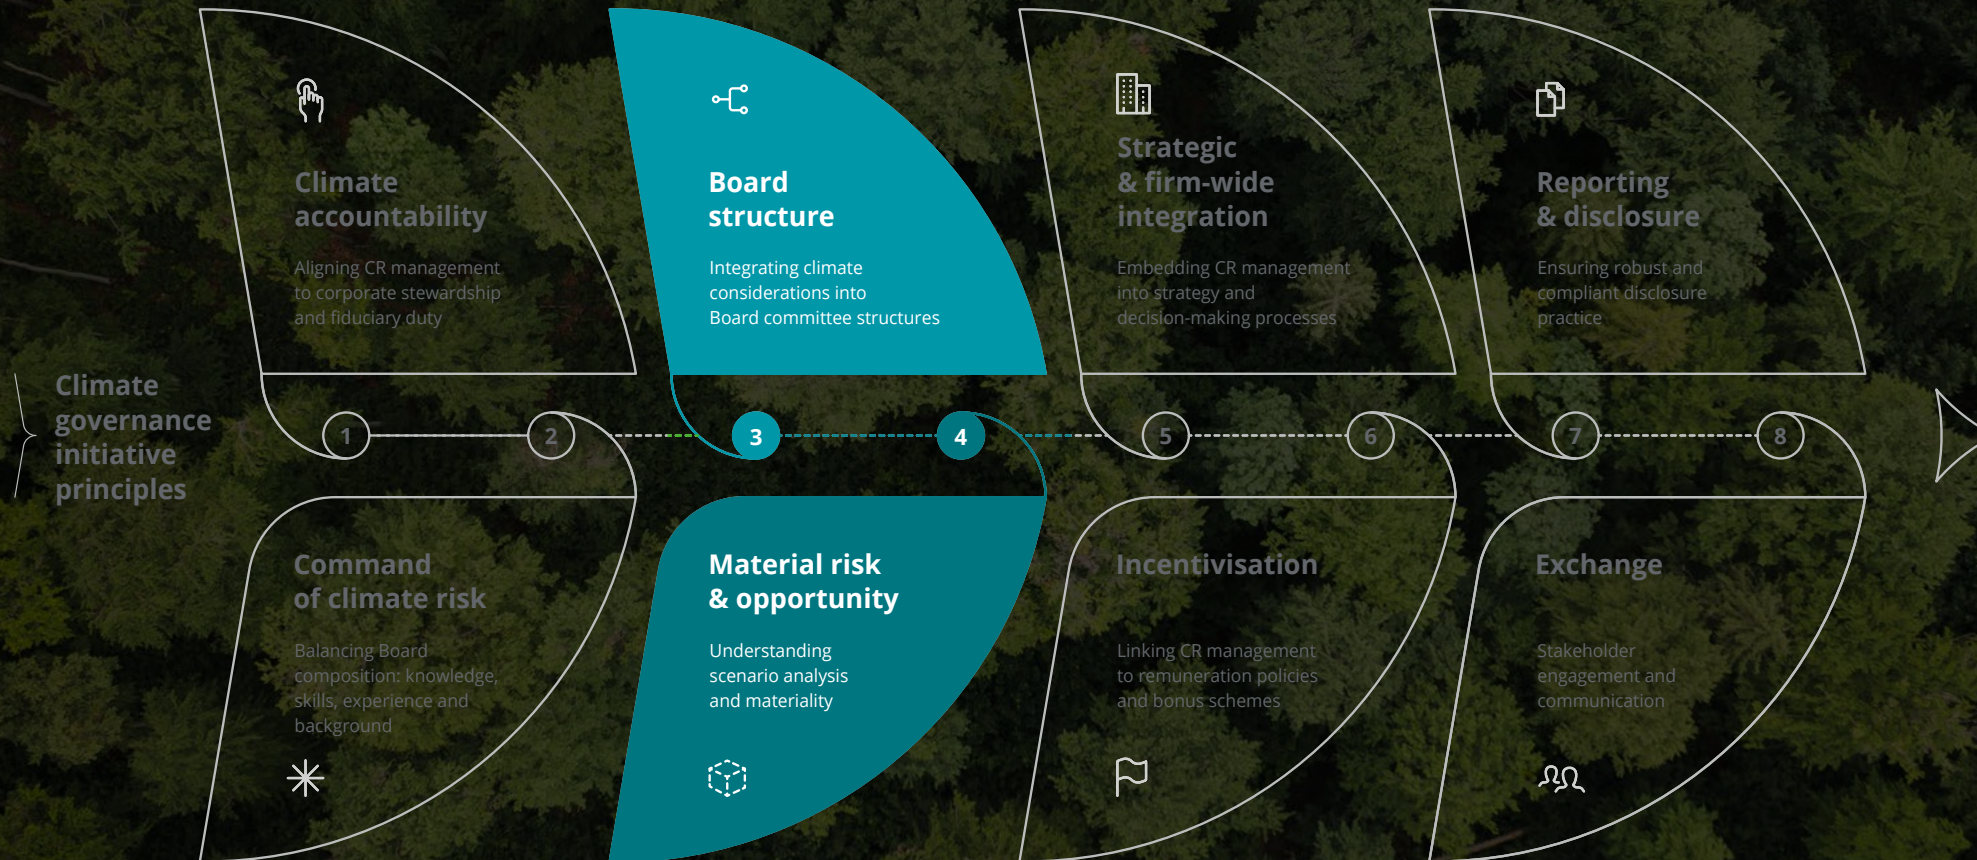 Climate
governance
initiative
principles
Climate
accountability
Aligning CR management
to corporate stewardship
and fiduciary duty
1
Command
of climate risk
Balancing Board
composition: knowledge,
skills, experience and
background
2
Board
structure
Integrating climate
considerations into
Board committee structures
3
Material risk
& opportunity
Understanding
scenario analysis
and materiality
4
Strategic
& firm-wide
integration
Embedding CR management
into strategy and
decision-making processes
5
Incentivisation
Linking CR management
to remuneration policies
and bonus schemes
6
Reporting
& disclosure
Ensuring robust and
compliant disclosure
practice
7
Exchange
Stakeholder
engagement and
communication
8